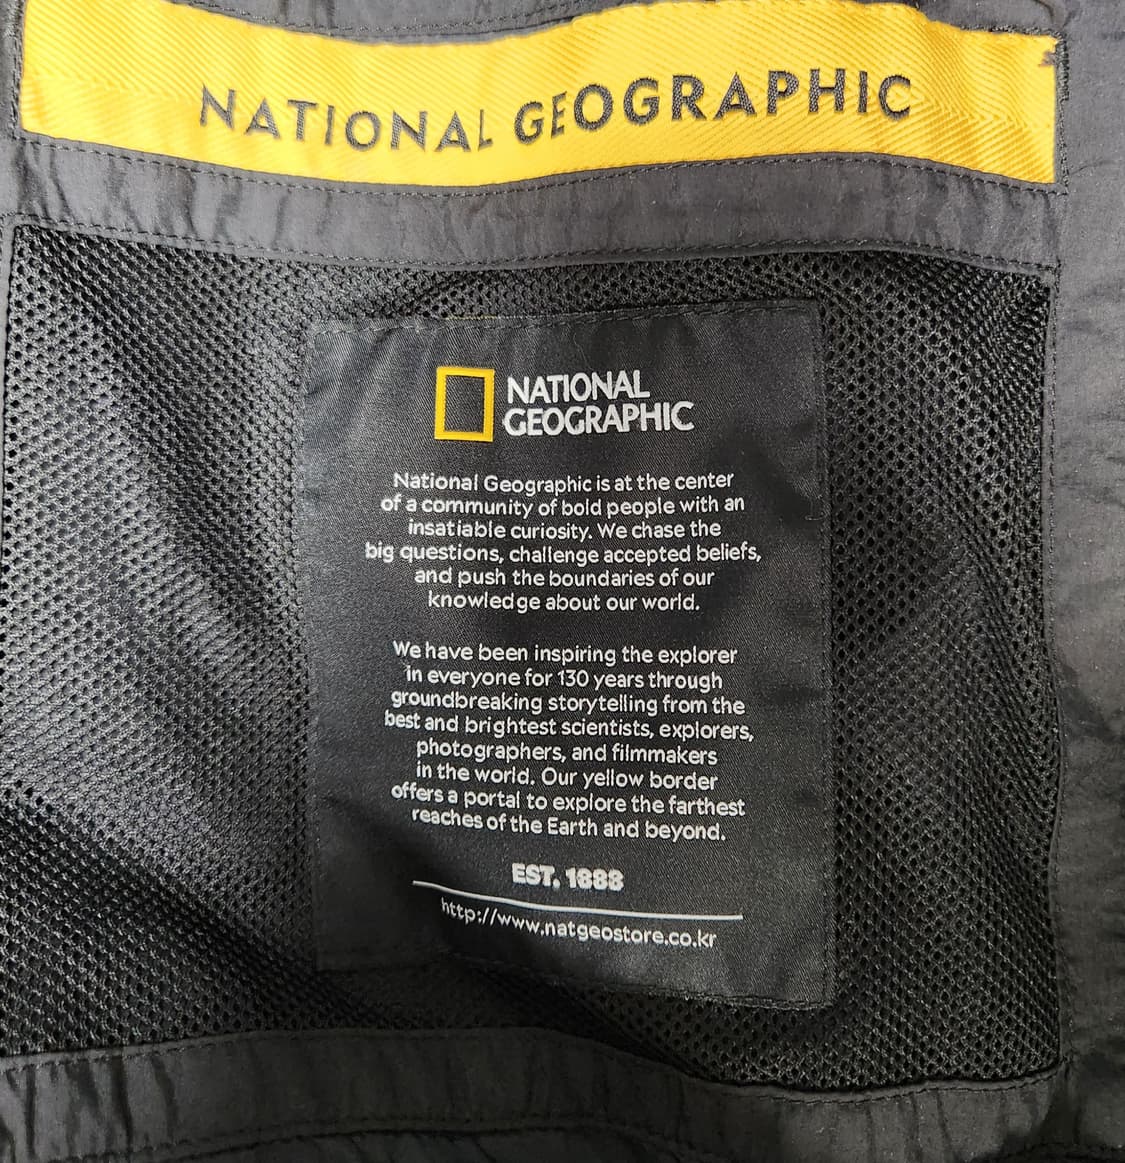 NATIONAL GEOGRAPHIC
NATIONAL
GEOGRAPHIC
National Geographic is at the center
of a community of bold people with an
insatiable curiosity. We chase the
big questions, challenge accepted beliefs,
and push the boundaries of our
knowledge about our world.
We have been inspiring the explorer
in everyone for 130 years through
groundbreaking storytelling from the
best and brightest scientists, explorers,
photographers, and filmmakers
in the world. Our yellow border
offers a portal to explore the farthest
reaches of the Earth and beyond.
EST. 1888
http://www.natgeostore.co.kr